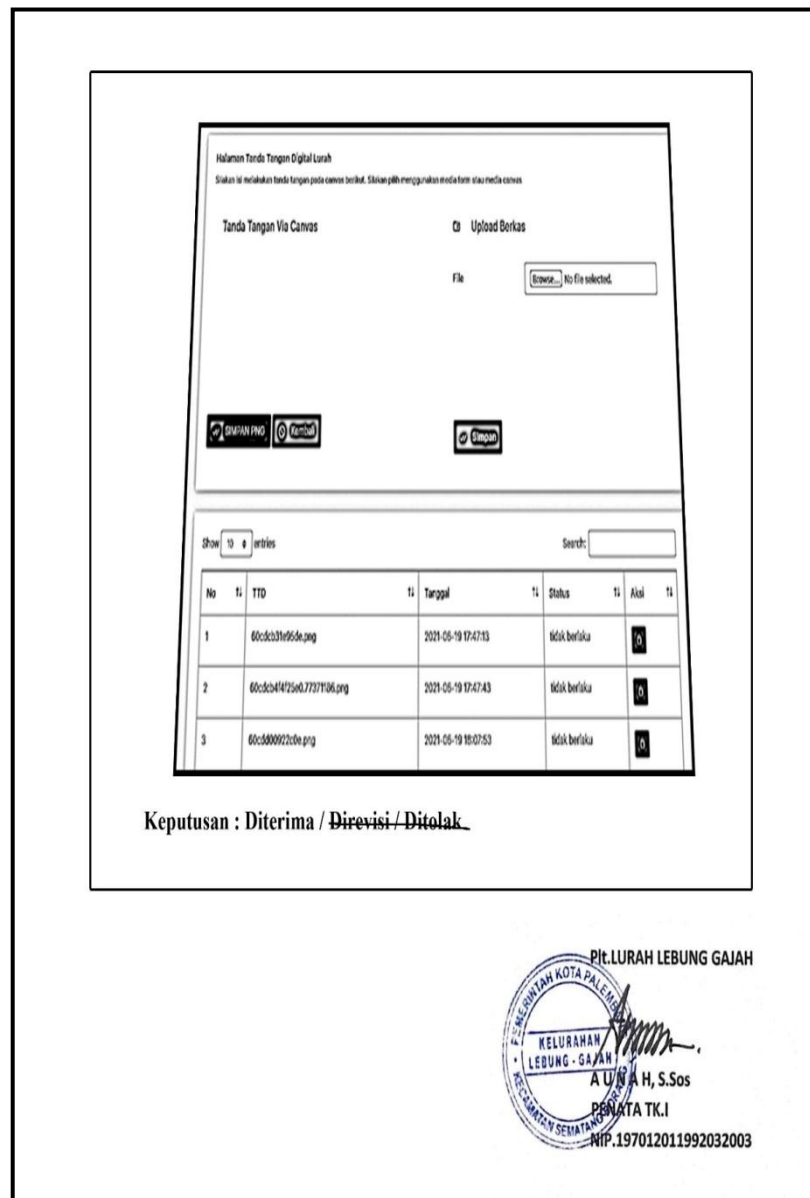 Halaman Tanda Tangan Digital Lurah
Silakan isi melakukan tanda tangan pada canvas berikut. Silakan pilih menggunakan media form atau media canvas
Tanda Tangan Via Canvas
Upload Berkas
File
Browse... No file selected.
SIMPAN PNG Kembali
Simpan
Show 10 entries
Search:
No TTD Tanggal Status Aksi
1 60cdcb31e95de.png 2021-06-19 17:47:13 tidak berlaku
2 60cdcb4f4f25e0.77371186.png 2021-06-19 17:47:43 tidak berlaku
3 60cdd00922c0e.png 2021-06-19 18:07:53 tidak berlaku
Keputusan : Diterima / Direvisi / Ditolak
Plt.LURAH LEBUNG GAJAH
PEMERINTAH KOTA PALEMBANG
KELURAHAN
LEBUNG - GAJAH
KECAMATAN SEMATANG BORANG
A U N A H, S.Sos
PENATA TK.I
NIP.197012011992032003